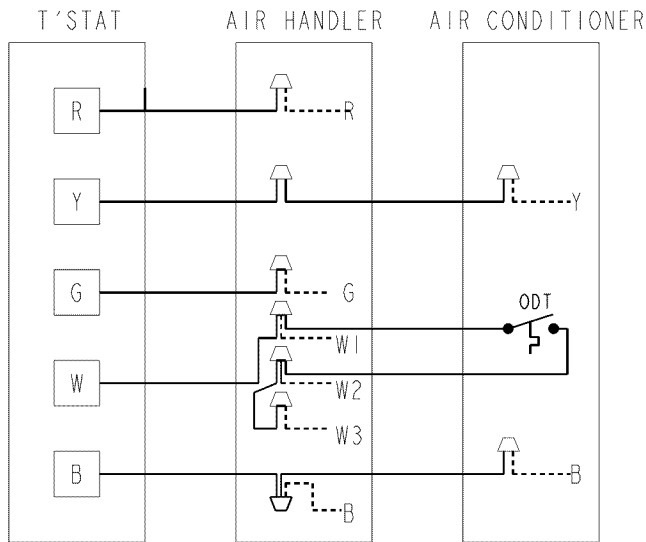 T'STAT AIR HANDLER AIR CONDITIONER
R R
Y Y
G G
ODT
W1
W W2
W3
B B
B